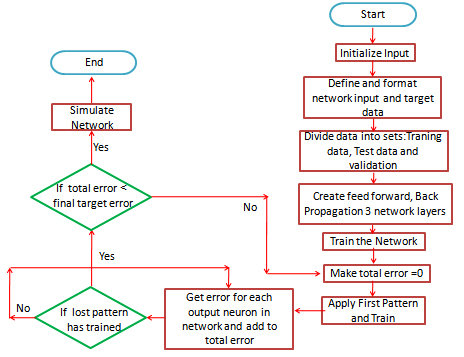 Start
Initialize Input
Define and format
network input and target
data
Divide data into sets:Traning
data, Test data and
validation
Create feed forward, Back
Propagation 3 network layers
Train the Network
Make total error =0
Apply First Pattern
and Train
Get error for each
output neuron in
network and add to
total error
If lost pattern
has trained
No
Yes
If total error <
final target error
No
Yes
Simulate
Network
End